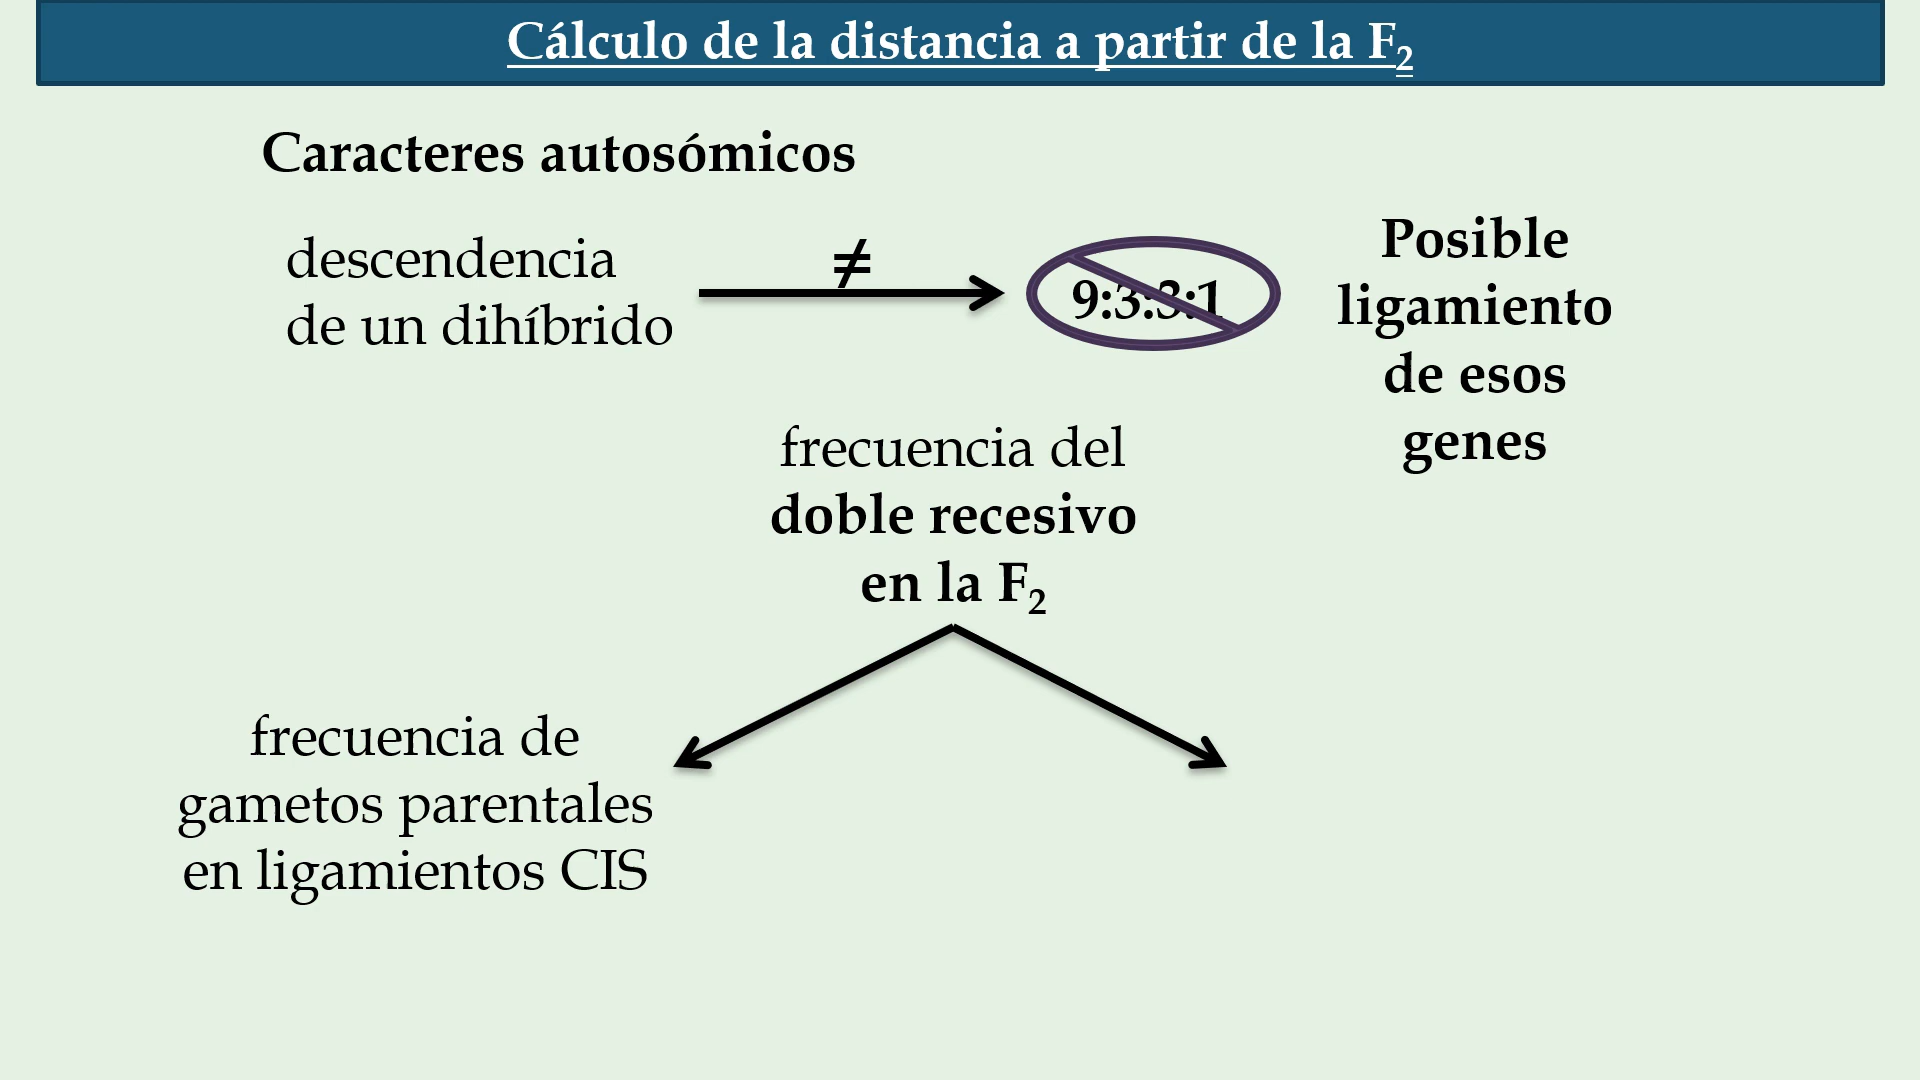 Cálculo de la distancia a partir de la F₂
Caracteres autosómicos
descendencia
de un dihíbrido
≠
9:3:3:1
Posible
ligamiento
de esos
genes
frecuencia del
doble recesivo
en la F₂
frecuencia de
gametos parentales
en ligamientos CIS